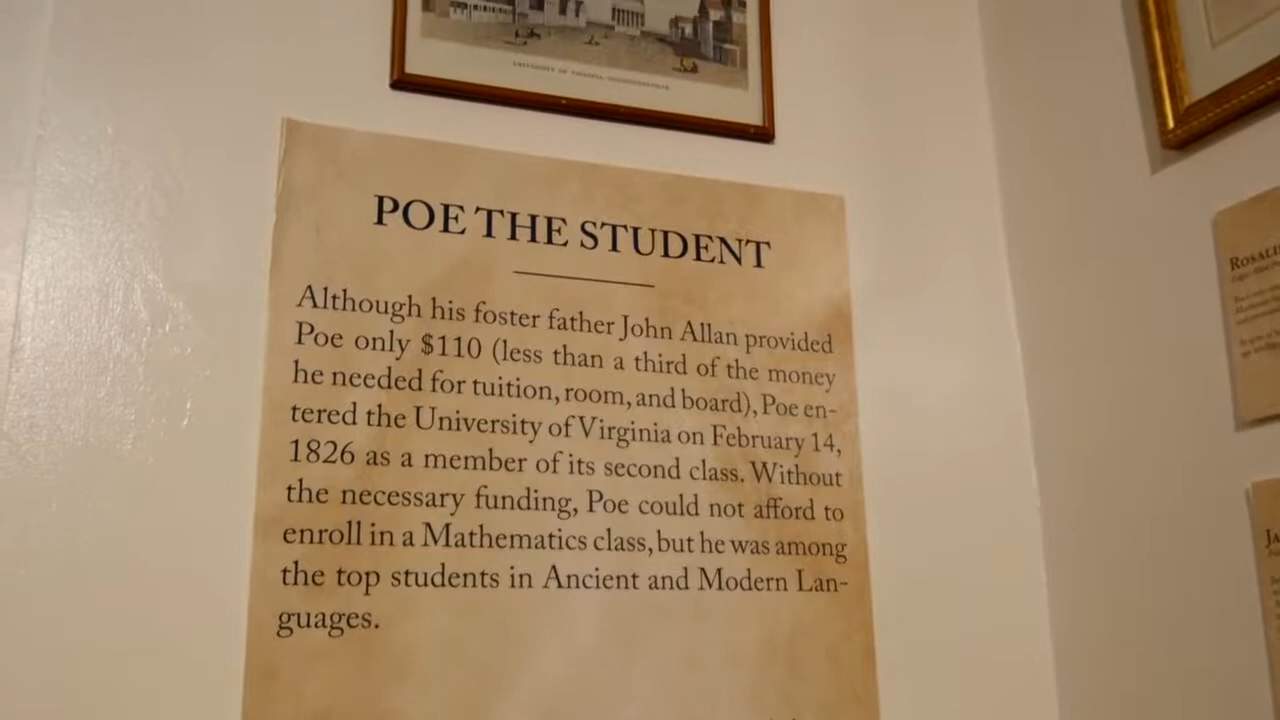 POE THE STUDENT
Although his foster father John Allan provided
Poe only $110 (less than a third of the money
he needed for tuition, room, and board), Poe en-
tered the University of Virginia on February 14,
1826 as a member of its second class. Without
the necessary funding, Poe could not afford to
enroll in a Mathematics class, but he was among
the top students in Ancient and Modern Lan-
guages.